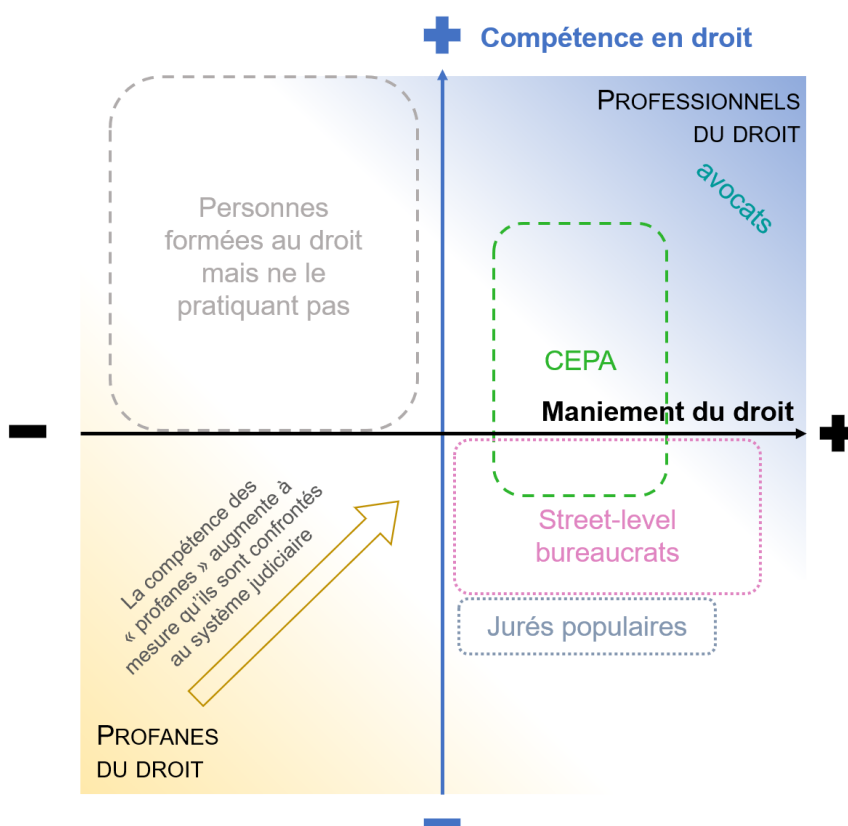 Compétence en droit
PROFESSIONNELS
DU DROIT
avocats
Personnes
formées au droit
mais ne le
pratiquant pas
CEPA
Maniement du droit
La compétence des
« profanes » augmente à
mesure qu'ils sont confrontés
au système judiciaire
Street-level
bureaucrats
Jurés populaires
PROFANES
DU DROIT